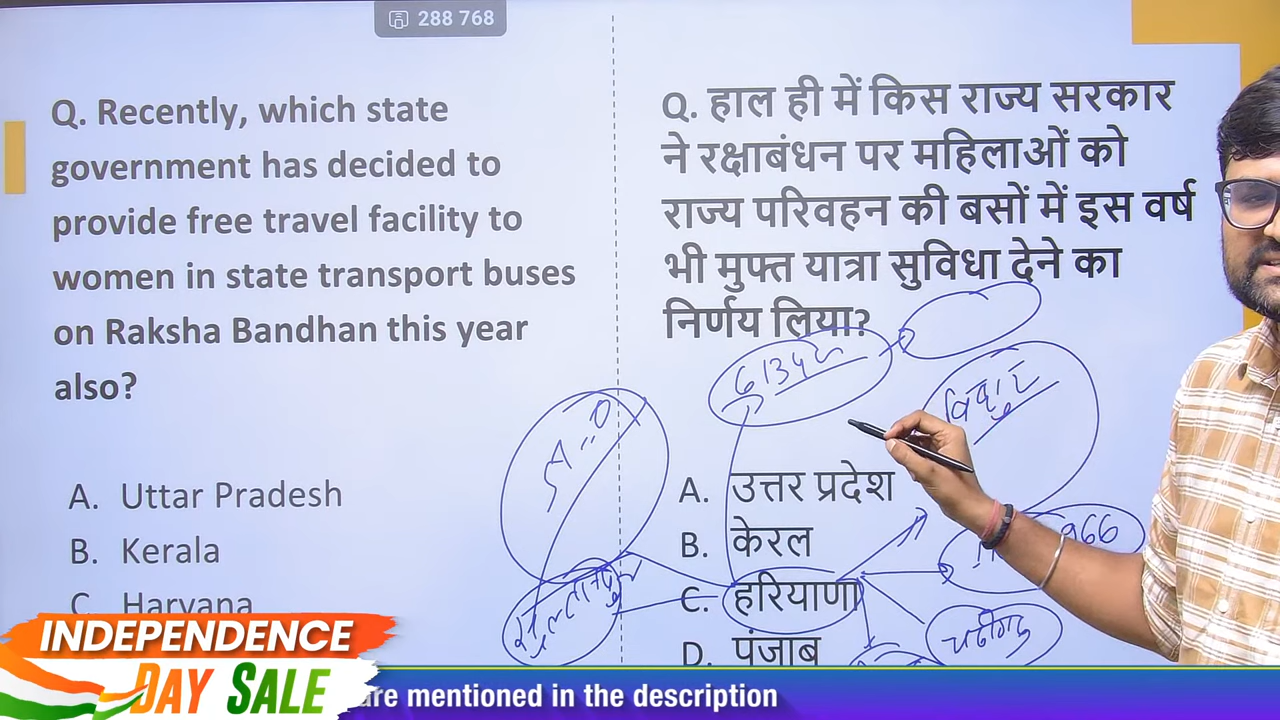 288 768
Q. Recently, which state
government has decided to
provide free travel facility to
women in state transport buses
on Raksha Bandhan this year
also?
A. Uttar Pradesh
B. Kerala
C. Haryana
Q. हाल ही में किस राज्य सरकार
ने रक्षाबंधन पर महिलाओं को
राज्य परिवहन की बसों में इस वर्ष
भी मुफ्त यात्रा सुविधा देने का
निर्णय लिया?
A. उत्तर प्रदेश
B. केरल
C. हरियाणा
D. पंजाब
966
चंडीगढ़
INDEPENDENCE
DAY SALE
are mentioned in the description